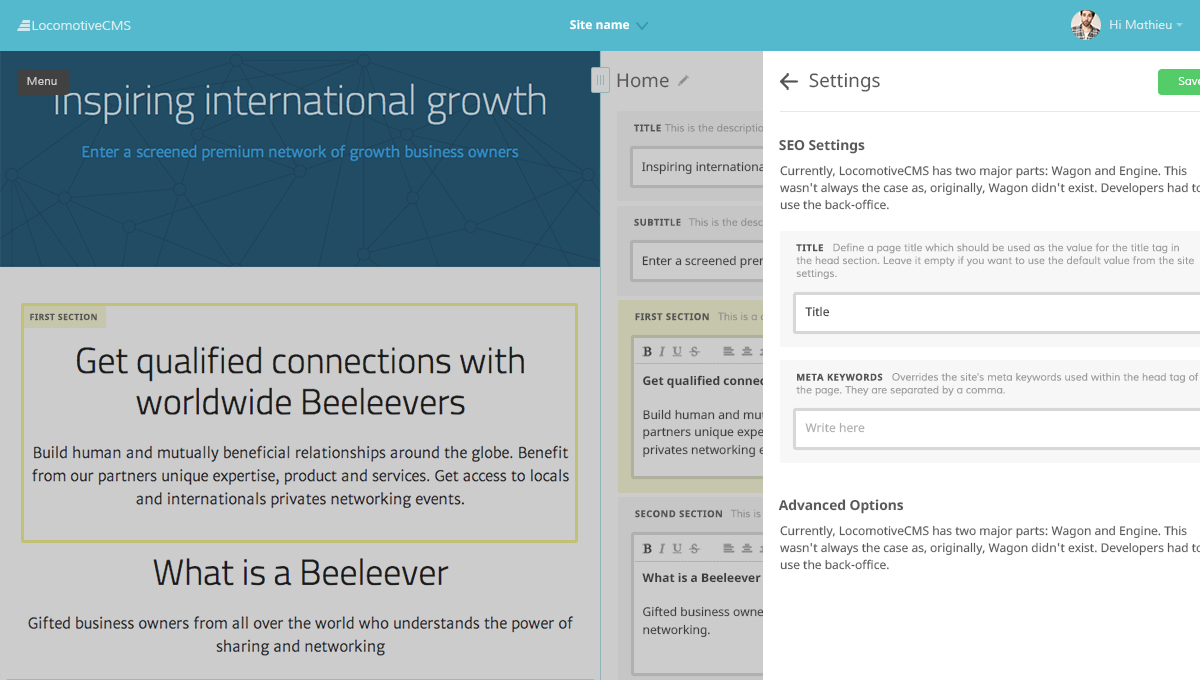 LocomotiveCMS
Site name
Hi Mathieu
Menu
Inspiring international growth
Enter a screened premium network of growth business owners
FIRST SECTION
Get qualified connections with
worldwide Beeleevers
Build human and mutually beneficial relationships around the globe. Benefit
from our partners unique expertise, product and services. Get access to locals
and internationals privates networking events.
What is a Beeleever
Gifted business owners from all over the world who understands the power of
sharing and networking
Home
TITLE This is the descriptio
Inspiring internationa
SUBTITLE This is the desc
Enter a screened prer
FIRST SECTION This is a
B I U S
Get qualified connec
Build human and mut
partners unique expe
privates networking e
SECOND SECTION This is
B I U S
What is a Beeleever
Gifted business owne
networking.
Settings
Save
SEO Settings
Currently, LocomotiveCMS has two major parts: Wagon and Engine. This
wasn't always the case as, originally, Wagon didn't exist. Developers had to
use the back-office.
TITLE Define a page title which should be used as the value for the title tag in
the head section. Leave it empty if you want to use the default value from the site
settings.
Title
META KEYWORDS Overrides the site's meta keywords used within the head tag of
the page. They are separated by a comma.
Write here
Advanced Options
Currently, LocomotiveCMS has two major parts: Wagon and Engine. This
wasn't always the case as, originally, Wagon didn't exist. Developers had to
use the back-office.